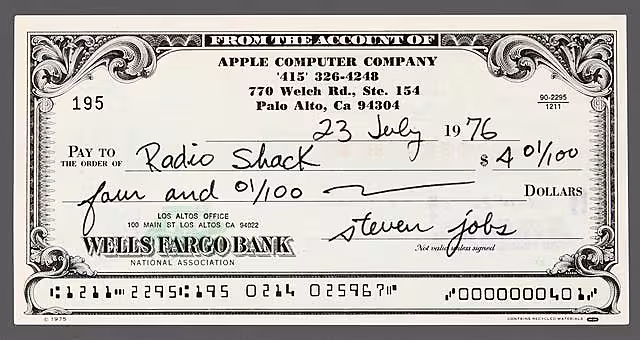 FROM THE ACCOUNT OF
APPLE COMPUTER COMPANY
'415' 326-4248
770 Welch Rd., Ste. 154
Palo Alto, Ca 94304
195
90-2295
1211
23 July 1976
PAY TO THE ORDER OF Radio Shack $ 4 01/100
four and 01/100 DOLLARS
LOS ALTOS OFFICE
100 MAIN ST LOS ALTOS CA 94022
WELLS FARGO BANK
NATIONAL ASSOCIATION
steven jobs
Not valid unless signed
⑆1211⑉2295⑆195 0214 025967⑈ ⑇0000000401⑇
© 1975 CONTAINS RECYCLED MATERIALS